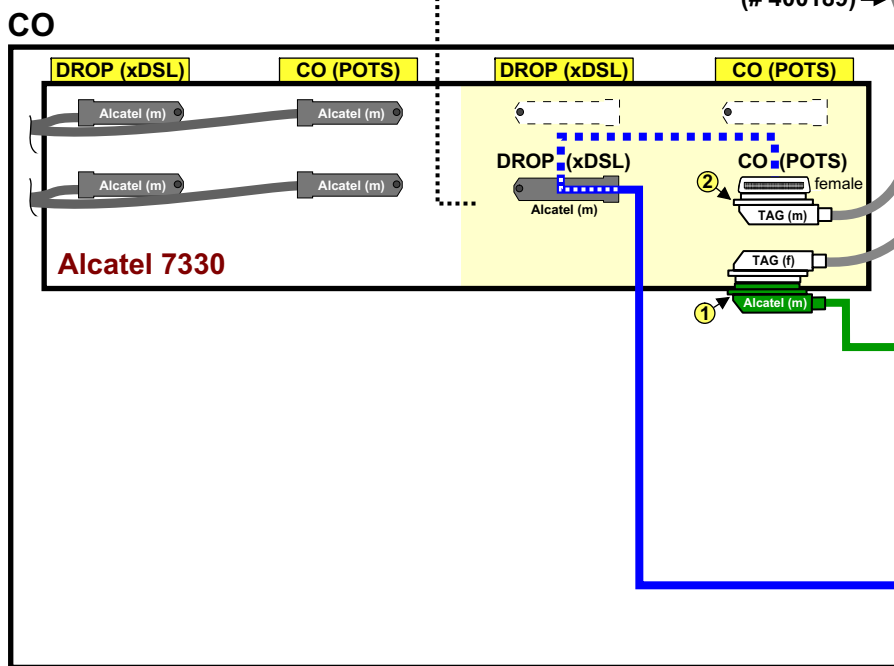 (# 400189)
CO
DROP (xDSL)
CO (POTS)
DROP (xDSL)
CO (POTS)
Alcatel (m)
Alcatel (m)
DROP (xDSL)
CO (POTS)
Alcatel (m)
Alcatel (m)
2
female
Alcatel (m)
TAG (m)
Alcatel 7330
TAG (f)
1
Alcatel (m)